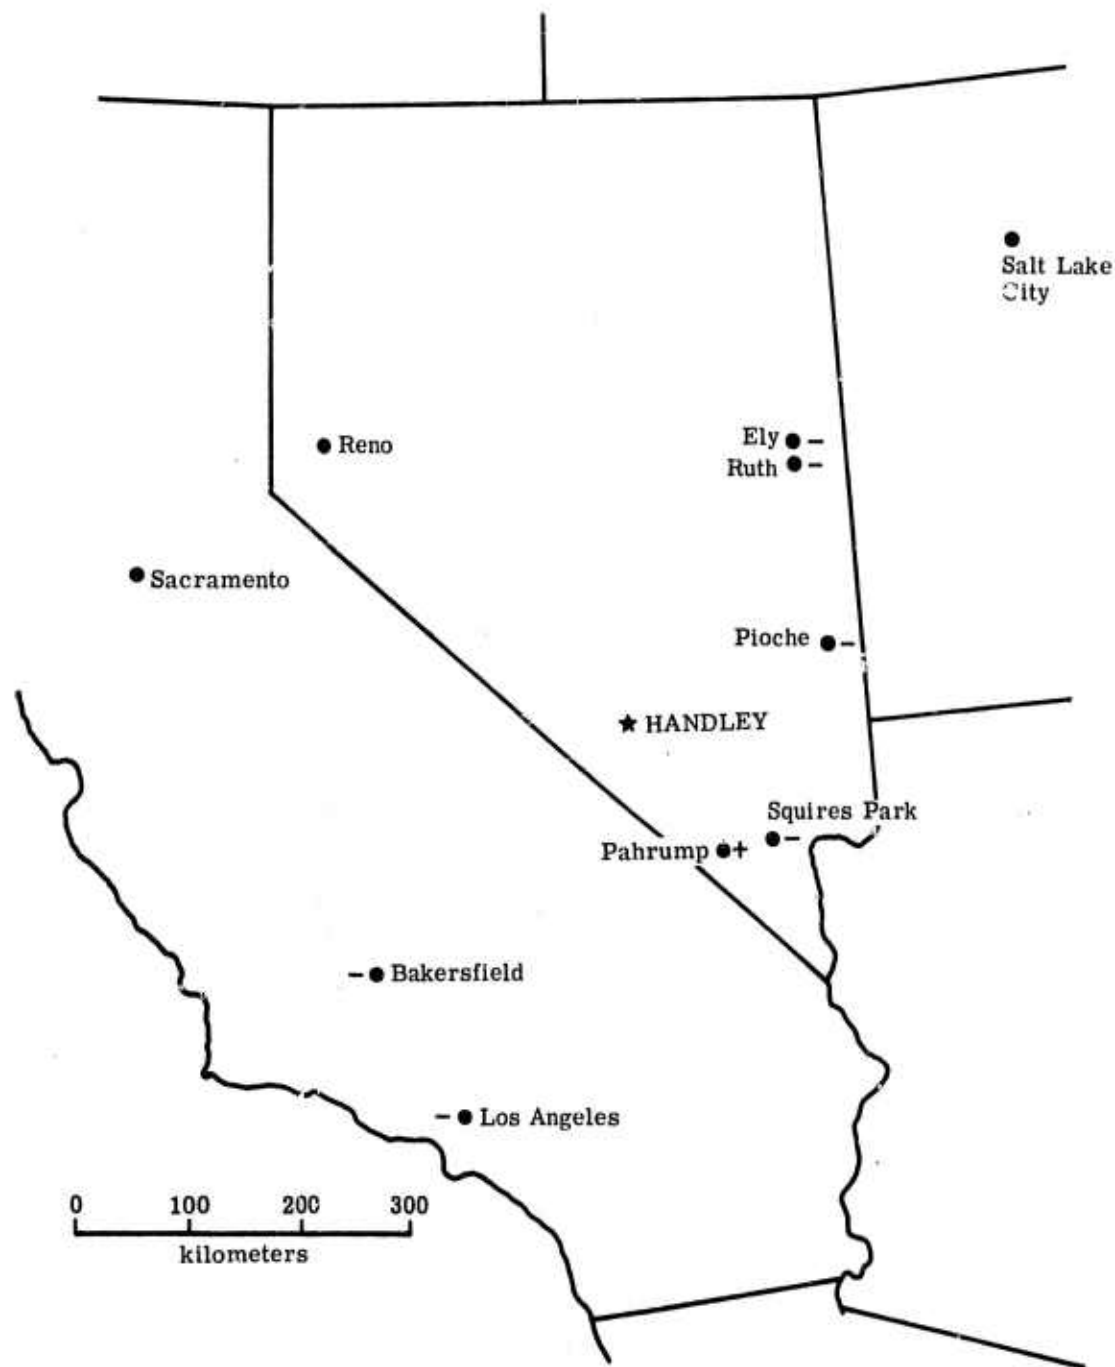 Salt Lake
City
Reno
Ely
Ruth
Sacramento
Pioche
HANDLEY
Squires Park
Pahrump +
Bakersfield
Los Angeles
0 100 200 300
kilometers